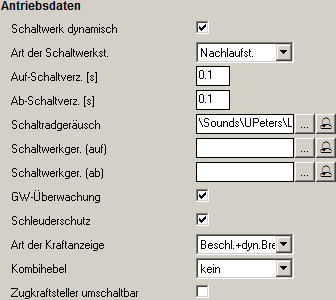 Antriebsdaten
Schaltwerk dynamisch
Art der Schaltwerkst. Nachlaufst.
Auf-Schaltverz. [s] 0.1
Ab-Schaltverz. [s] 0.1
Schaltradgeräusch \Sounds\UPeters\L ...
Schaltwerkger. (auf) ...
Schaltwerkger. (ab) ...
GW-Überwachung
Schleuderschutz
Art der Kraftanzeige Beschl.+dyn.Bre
Kombihebel kein
Zugkraftsteller umschaltbar